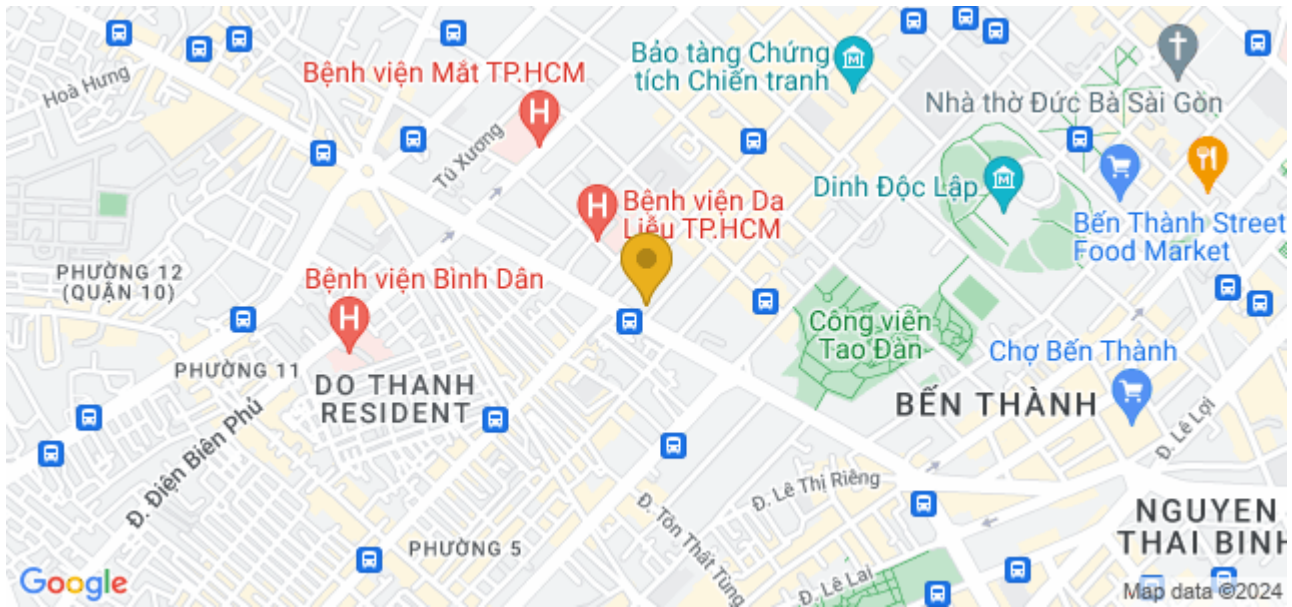 Hoà Hưng
Bệnh viện Mắt TP.HCM
Bảo tàng Chứng
tích Chiến tranh
Nhà thờ Đức Bà Sài Gòn
Tú Xương
Bệnh viện Da
Liễu TP.HCM
Dinh Độc Lập
Bến Thành Street
Food Market
PHƯỜNG 12
(QUẬN 10)
Bệnh viện Bình Dân
Công viên
Tao Đàn
Chợ Bến Thành
PHƯỜNG 11
DO THANH
RESIDENT
BẾN THÀNH
Đ. Lê Lợi
Đ. Điện Biên Phủ
Đ. Lê Thị Riêng
Đ. Tôn Thất Tùng
NGUYEN
THAI BINH
PHƯỜNG 5
Đ. Lê Lai
Google
Map data ©2024